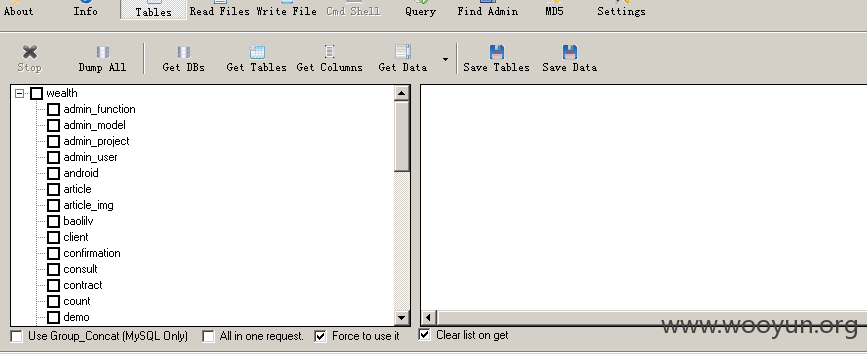 About Info Tables Read Files Write File Cmd Shell Query Find Admin MD5 Settings
Stop Dump All Get DBs Get Tables Get Columns Get Data Save Tables Save Data
wealth
admin_function
admin_model
admin_project
admin_user
android
article
article_img
baolilv
client
confirmation
consult
contract
count
demo
Use Group_Concat (MySQL Only) All in one request. Force to use it Clear list on get
www.wooyun.org